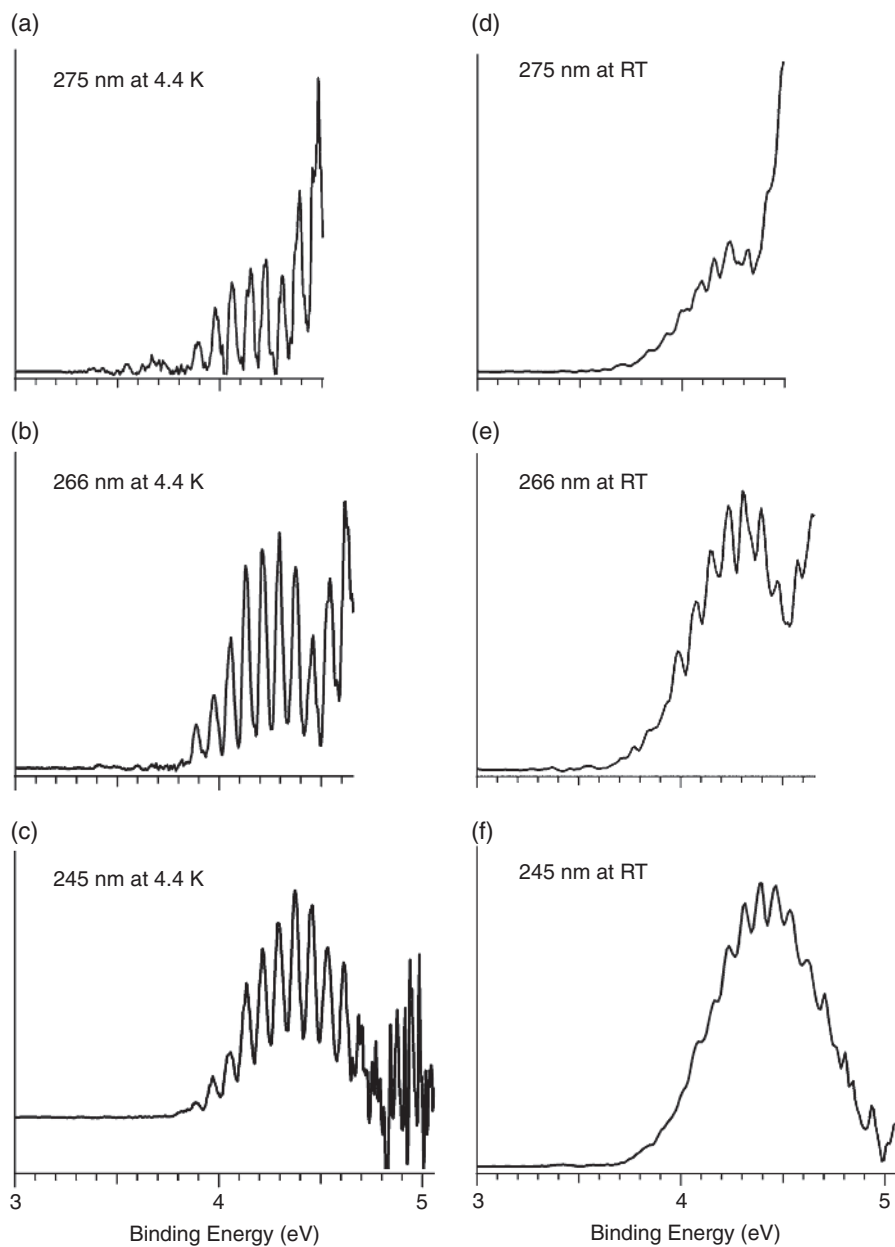 (a)
275 nm at 4.4 K
(d)
275 nm at RT
(b)
266 nm at 4.4 K
(e)
266 nm at RT
(c)
245 nm at 4.4 K
3
4
5
Binding Energy (eV)
(f)
245 nm at RT
3
4
5
Binding Energy (eV)